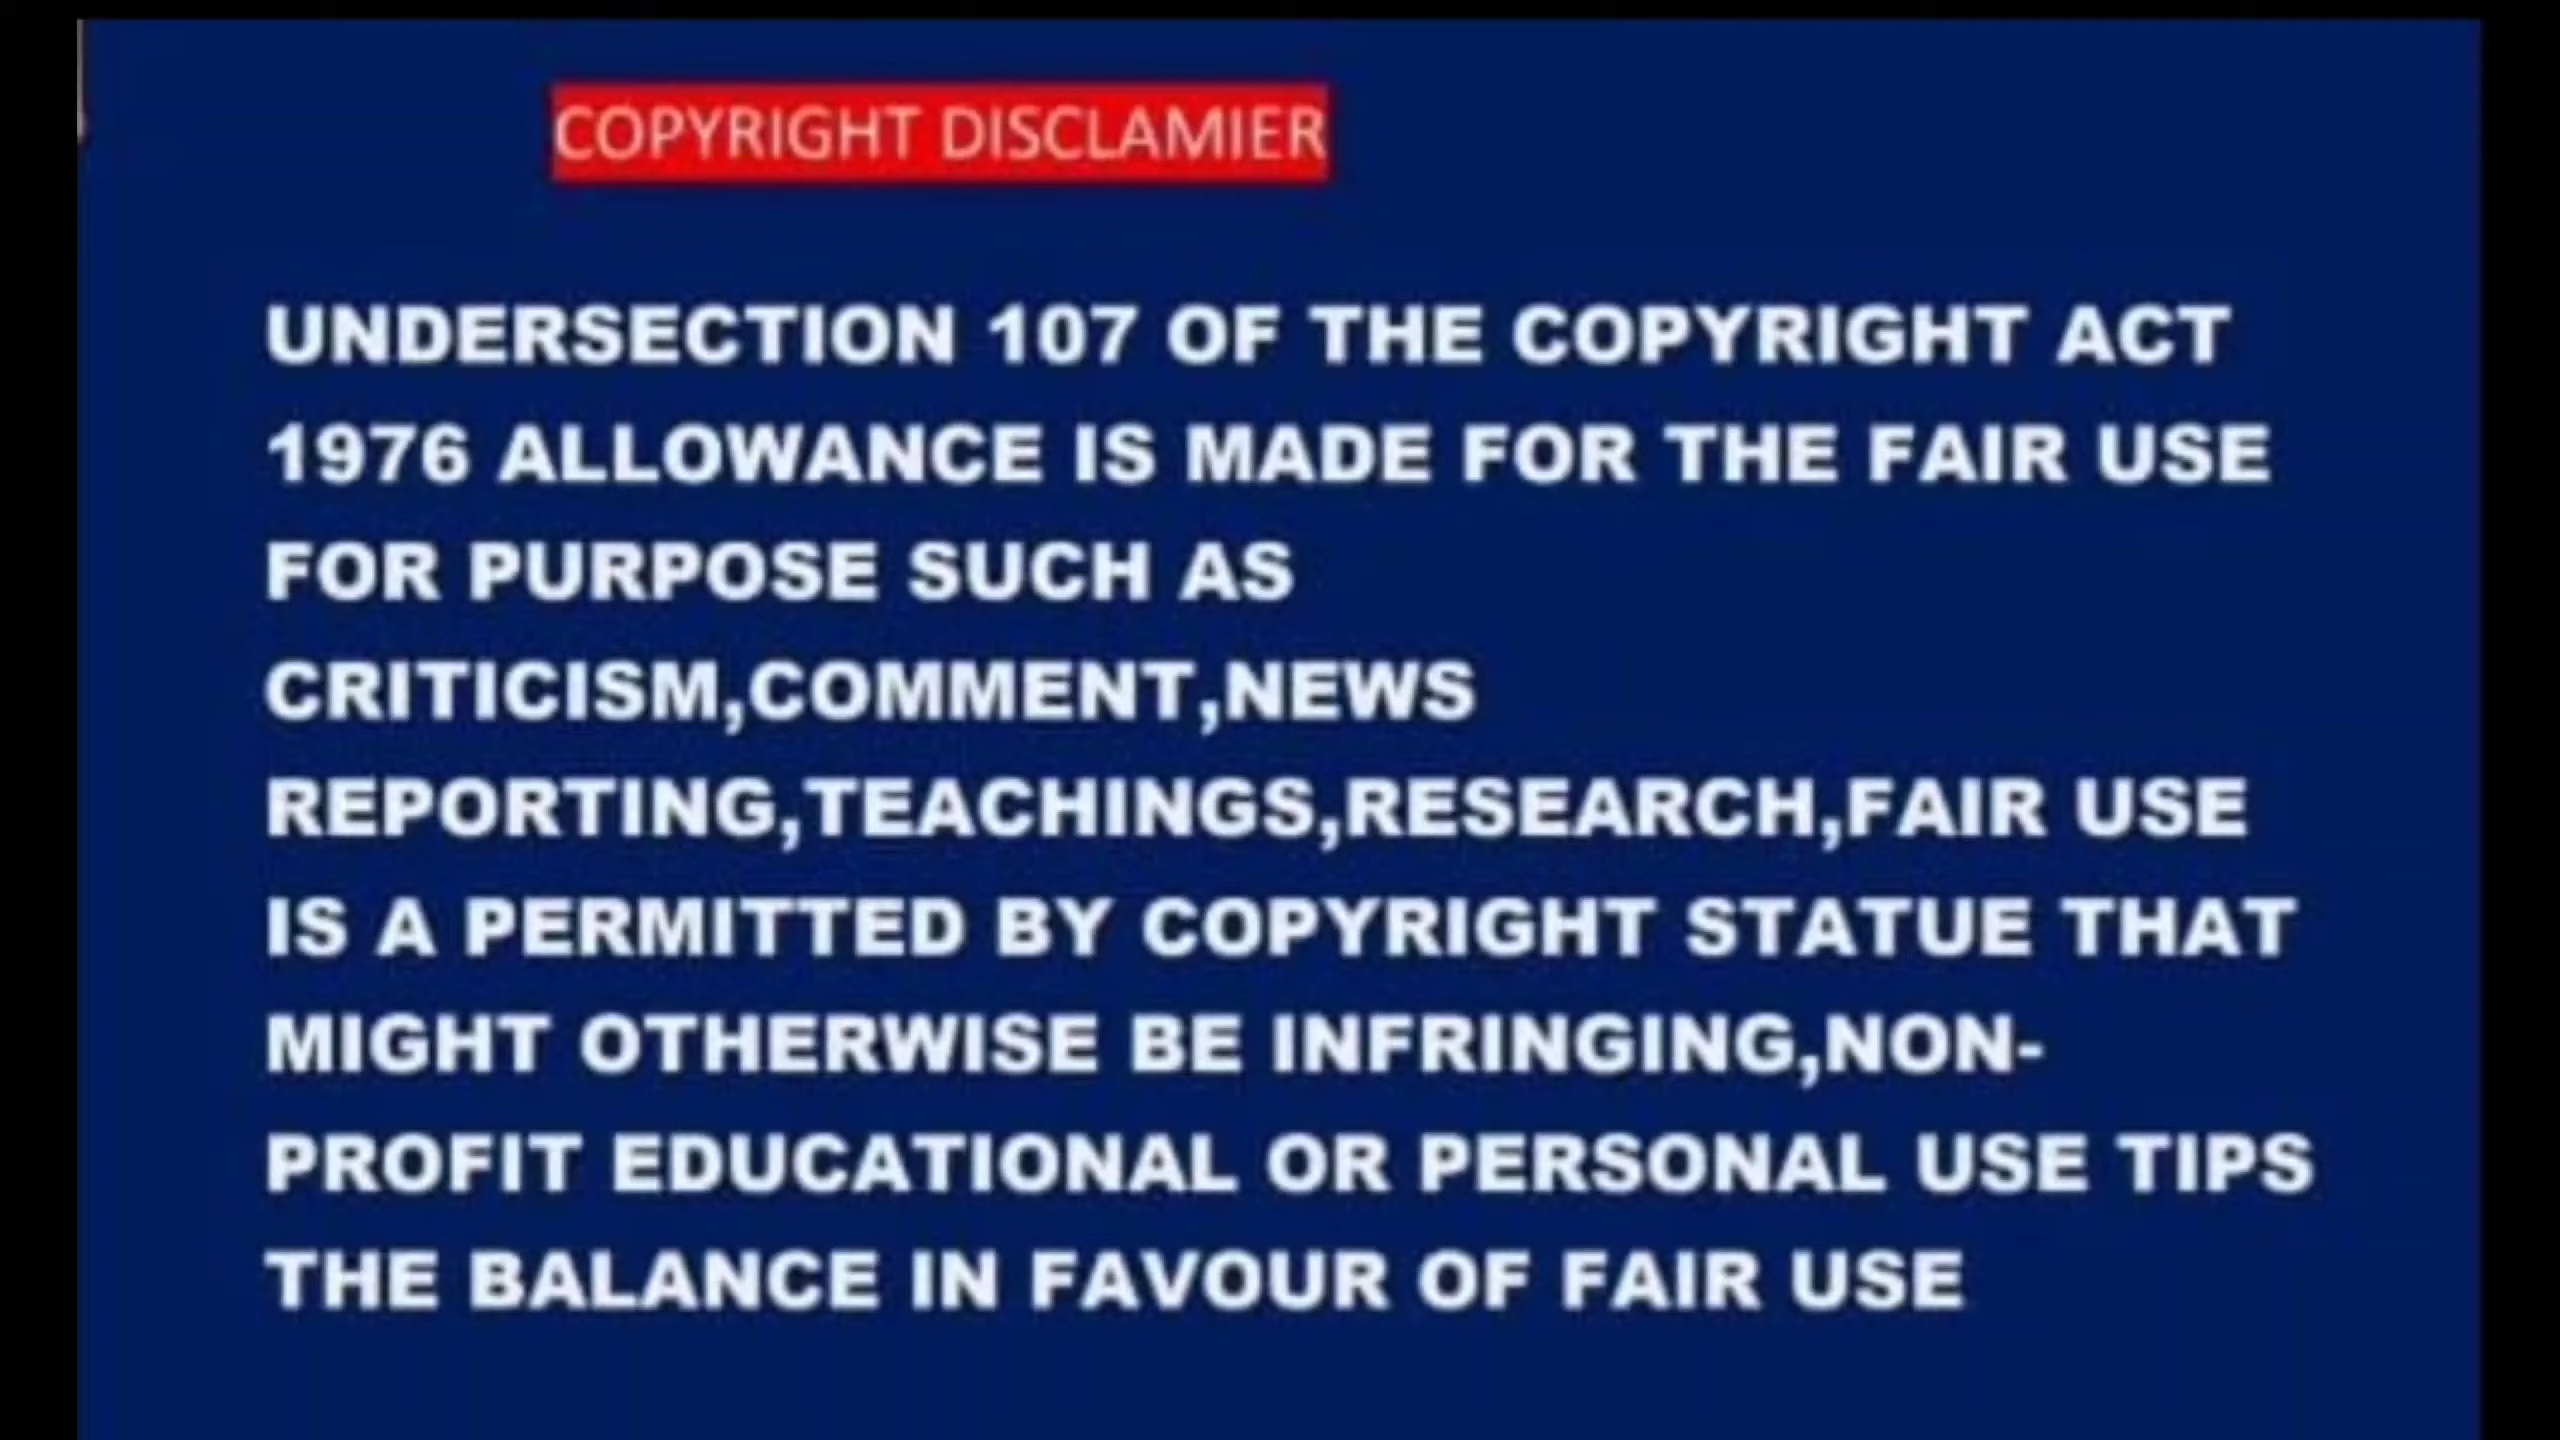 COPYRIGHT DISCLAMIER
UNDERSECTION 107 OF THE COPYRIGHT ACT
1976 ALLOWANCE IS MADE FOR THE FAIR USE
FOR PURPOSE SUCH AS
CRITICISM,COMMENT,NEWS
REPORTING,TEACHINGS,RESEARCH,FAIR USE
IS A PERMITTED BY COPYRIGHT STATUE THAT
MIGHT OTHERWISE BE INFRINGING,NON-
PROFIT EDUCATIONAL OR PERSONAL USE TIPS
THE BALANCE IN FAVOUR OF FAIR USE